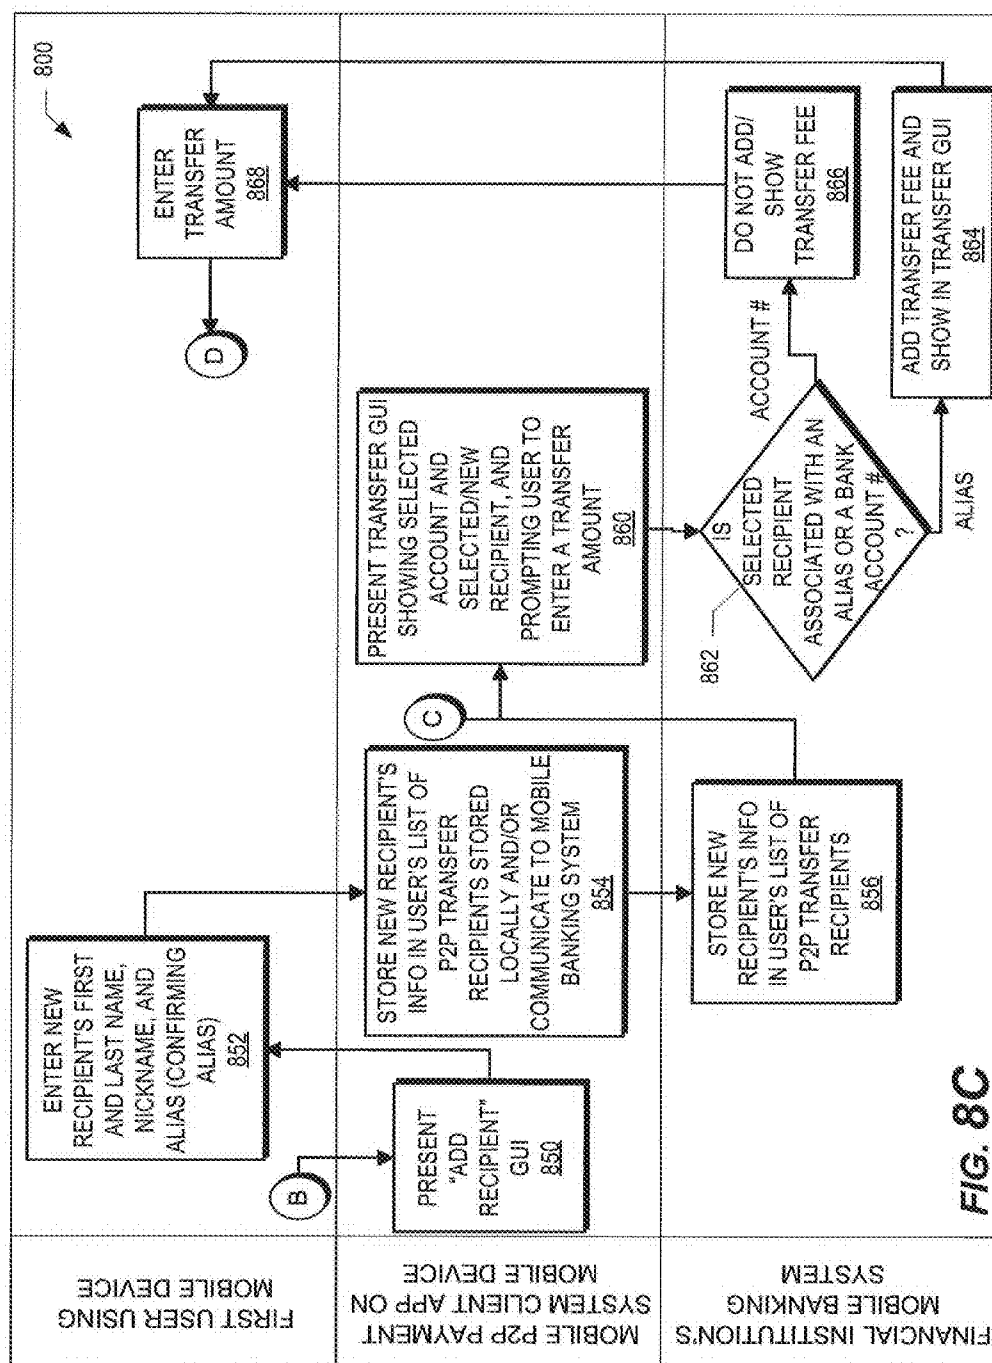 800
FIRST USER USING
MOBILE DEVICE
B
ENTER NEW
RECIPIENT'S FIRST
AND LAST NAME,
NICKNAME, AND
ALIAS (CONFIRMING
ALIAS)
852
ENTER
TRANSFER
AMOUNT
868
D
MOBILE P2P PAYMENT
SYSTEM CLIENT APP ON
MOBILE DEVICE
PRESENT
"ADD
RECIPIENT"
GUI
850
STORE NEW RECIPIENT'S
INFO IN USER'S LIST OF
P2P TRANSFER
RECIPIENTS STORED
LOCALLY AND/OR
COMMUNICATE TO MOBILE
BANKING SYSTEM
854
C
PRESENT TRANSFER GUI
SHOWING SELECTED
ACCOUNT AND
SELECTED/NEW
RECIPIENT, AND
PROMPTING USER TO
ENTER A TRANSFER
AMOUNT
860
FINANCIAL INSTITUTION'S
MOBILE BANKING
SYSTEM
STORE NEW
RECIPIENT'S INFO
IN USER'S LIST OF
P2P TRANSFER
RECIPIENTS
856
862
IS
SELECTED
RECIPIENT
ASSOCIATED WITH AN
ALIAS OR A BANK
ACCOUNT #
?
ACCOUNT #
DO NOT ADD/
SHOW
TRANSFER FEE
866
ALIAS
ADD TRANSFER FEE AND
SHOW IN TRANSFER GUI
864
FIG. 8C